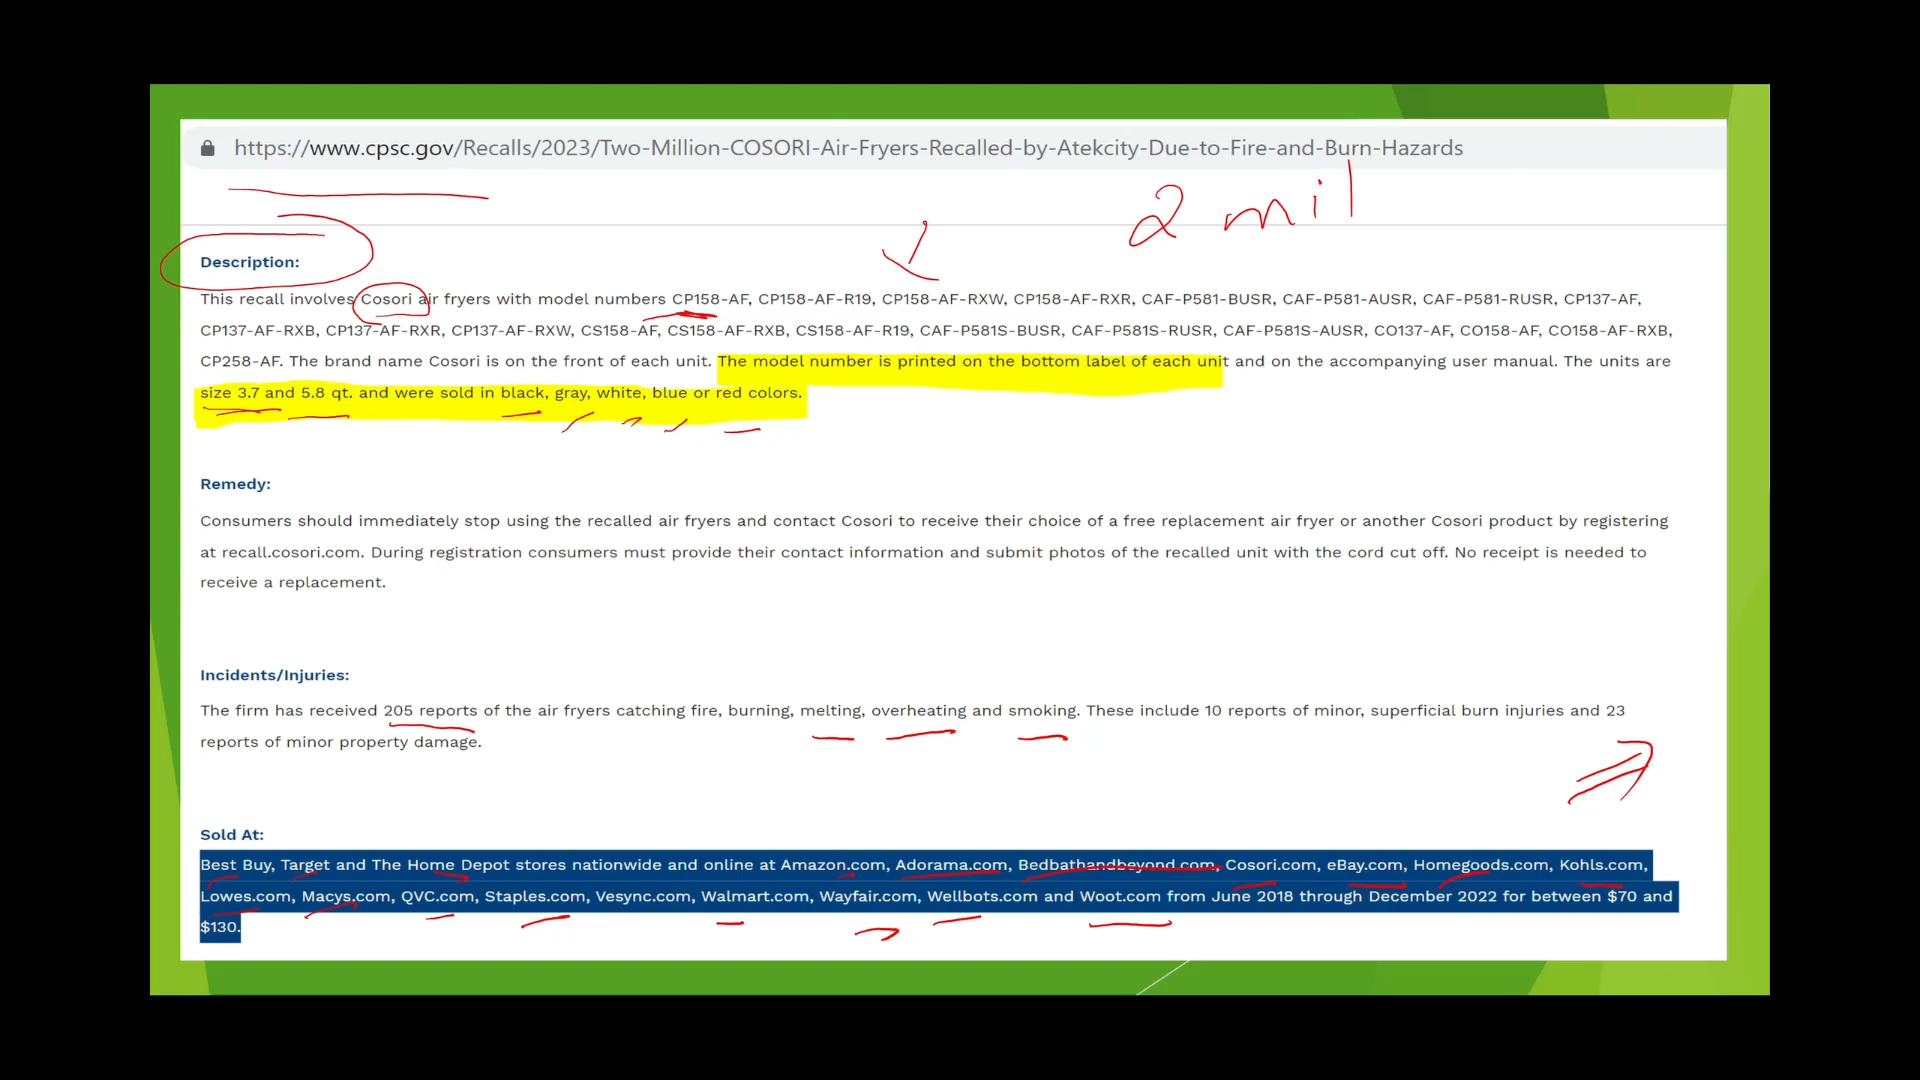 https://www.cpsc.gov/Recalls/2023/Two-Million-COSORI-Air-Fryers-Recalled-by-Atekcity-Due-to-Fire-and-Burn-Hazards
2 mil
Description:
This recall involves Cosori air fryers with model numbers CP158-AF, CP158-AF-R19, CP158-AF-RXW, CP158-AF-RXR, CAF-P581-BUSR, CAF-P581-AUSR, CAF-P581-RUSR, CP137-AF,
CP137-AF-RXB, CP137-AF-RXR, CP137-AF-RXW, CS158-AF, CS158-AF-RXB, CS158-AF-R19, CAF-P581S-BUSR, CAF-P581S-RUSR, CAF-P581S-AUSR, CO137-AF, CO158-AF, CO158-AF-RXB,
CP258-AF. The brand name Cosori is on the front of each unit. The model number is printed on the bottom label of each unit and on the accompanying user manual. The units are
size 3.7 and 5.8 qt. and were sold in black, gray, white, blue or red colors.
Remedy:
Consumers should immediately stop using the recalled air fryers and contact Cosori to receive their choice of a free replacement air fryer or another Cosori product by registering
at recall.cosori.com. During registration consumers must provide their contact information and submit photos of the recalled unit with the cord cut off. No receipt is needed to
receive a replacement.
Incidents/Injuries:
The firm has received 205 reports of the air fryers catching fire, burning, melting, overheating and smoking. These include 10 reports of minor, superficial burn injuries and 23
reports of minor property damage.
Sold At:
Best Buy, Target and The Home Depot stores nationwide and online at Amazon.com, Adorama.com, Bedbathandbeyond.com, Cosori.com, eBay.com, Homegoods.com, Kohls.com,
Lowes.com, Macys.com, QVC.com, Staples.com, Vesync.com, Walmart.com, Wayfair.com, Wellbots.com and Woot.com from June 2018 through December 2022 for between $70 and
$130.